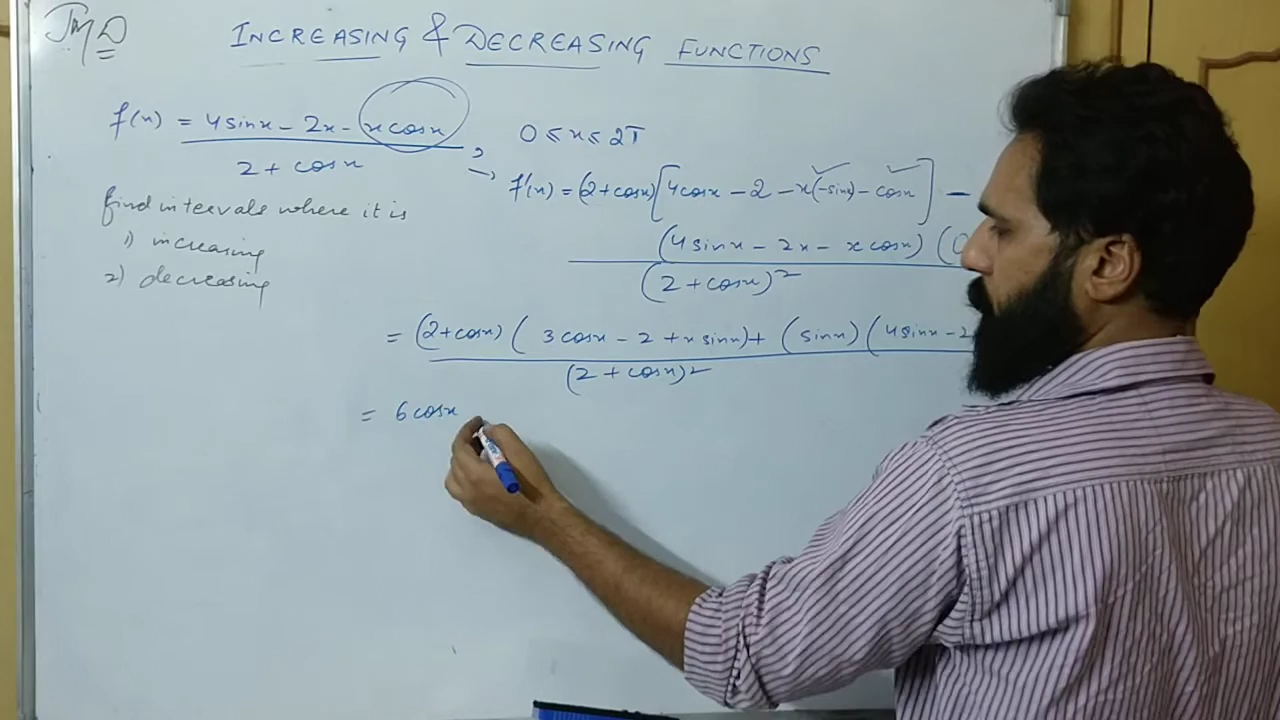 JMD
INCREASING & DECREASING FUNCTIONS
f(x) = 4sinx - 2x - xcosx
2 + cosx
, 0 ≤ x ≤ 2π
find intervals where it is
1) increasing
2) decreasing
f'(x) = (2+cosx)[4cosx - 2 - x(-sinx) - cosx] -
(4sinx - 2x - xcosx)(0
(2 + cosx)²
= (2+cosx)(3cosx - 2 + xsinx) + (sinx)(4sinx - 2
(2 + cosx)²
= 6cosx